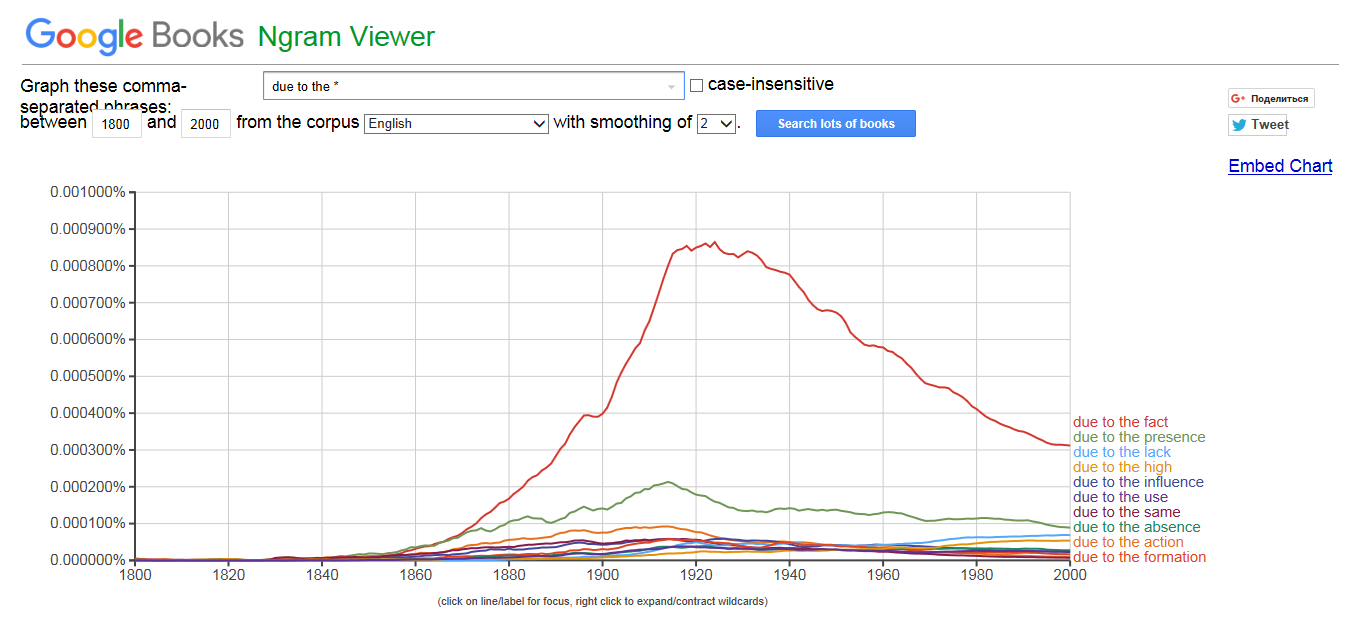 Google Books Ngram Viewer
Graph these comma-separated phrases:
due to the *
case-insensitive
between 1800 and 2000 from the corpus English with smoothing of 2.
Search lots of books
G+ Поделиться
Tweet
Embed Chart
0.001000%
0.000900%
0.000800%
0.000700%
0.000600%
0.000500%
0.000400%
0.000300%
0.000200%
0.000100%
0.000000%
1800 1820 1840 1860 1880 1900 1920 1940 1960 1980 2000
due to the fact
due to the presence
due to the lack
due to the high
due to the influence
due to the use
due to the same
due to the absence
due to the action
due to the formation
(click on line/label for focus, right click to expand/contract wildcards)